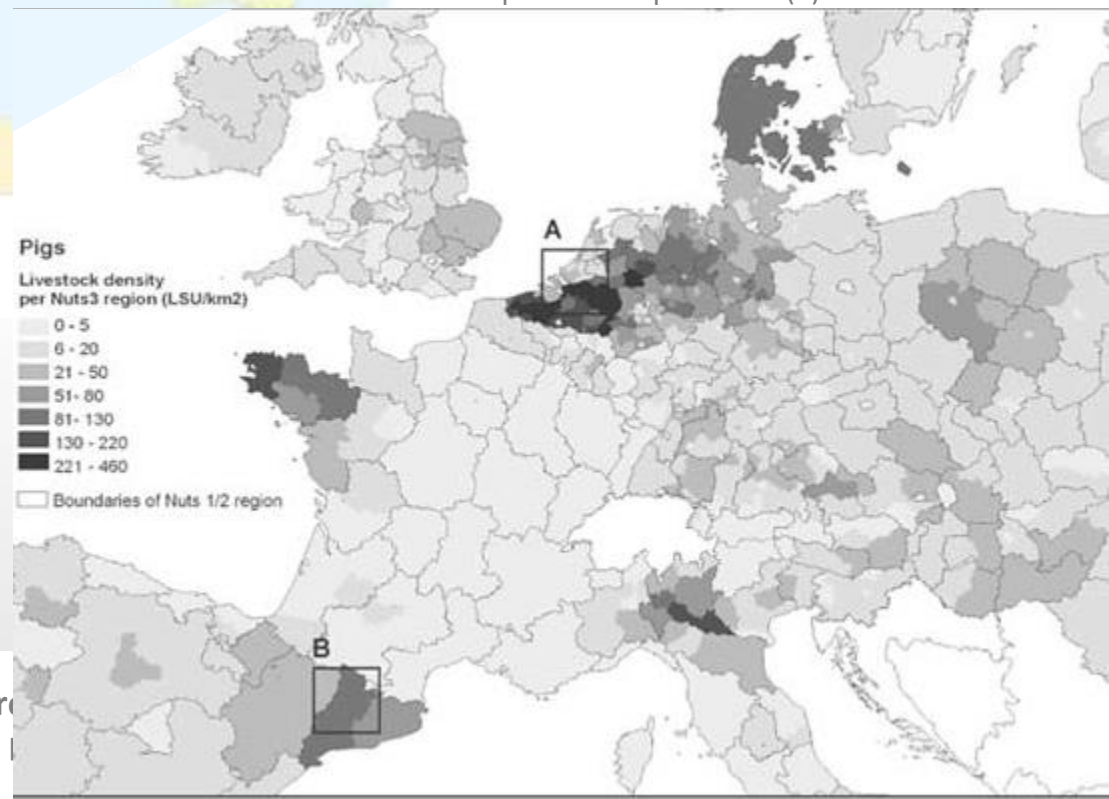 A
Pigs
Livestock density
per Nuts3 region (LSU/km2)
0 - 5
6 - 20
21 - 50
51- 80
81- 130
130 - 220
221 - 460
Boundaries of Nuts 1/2 region
B